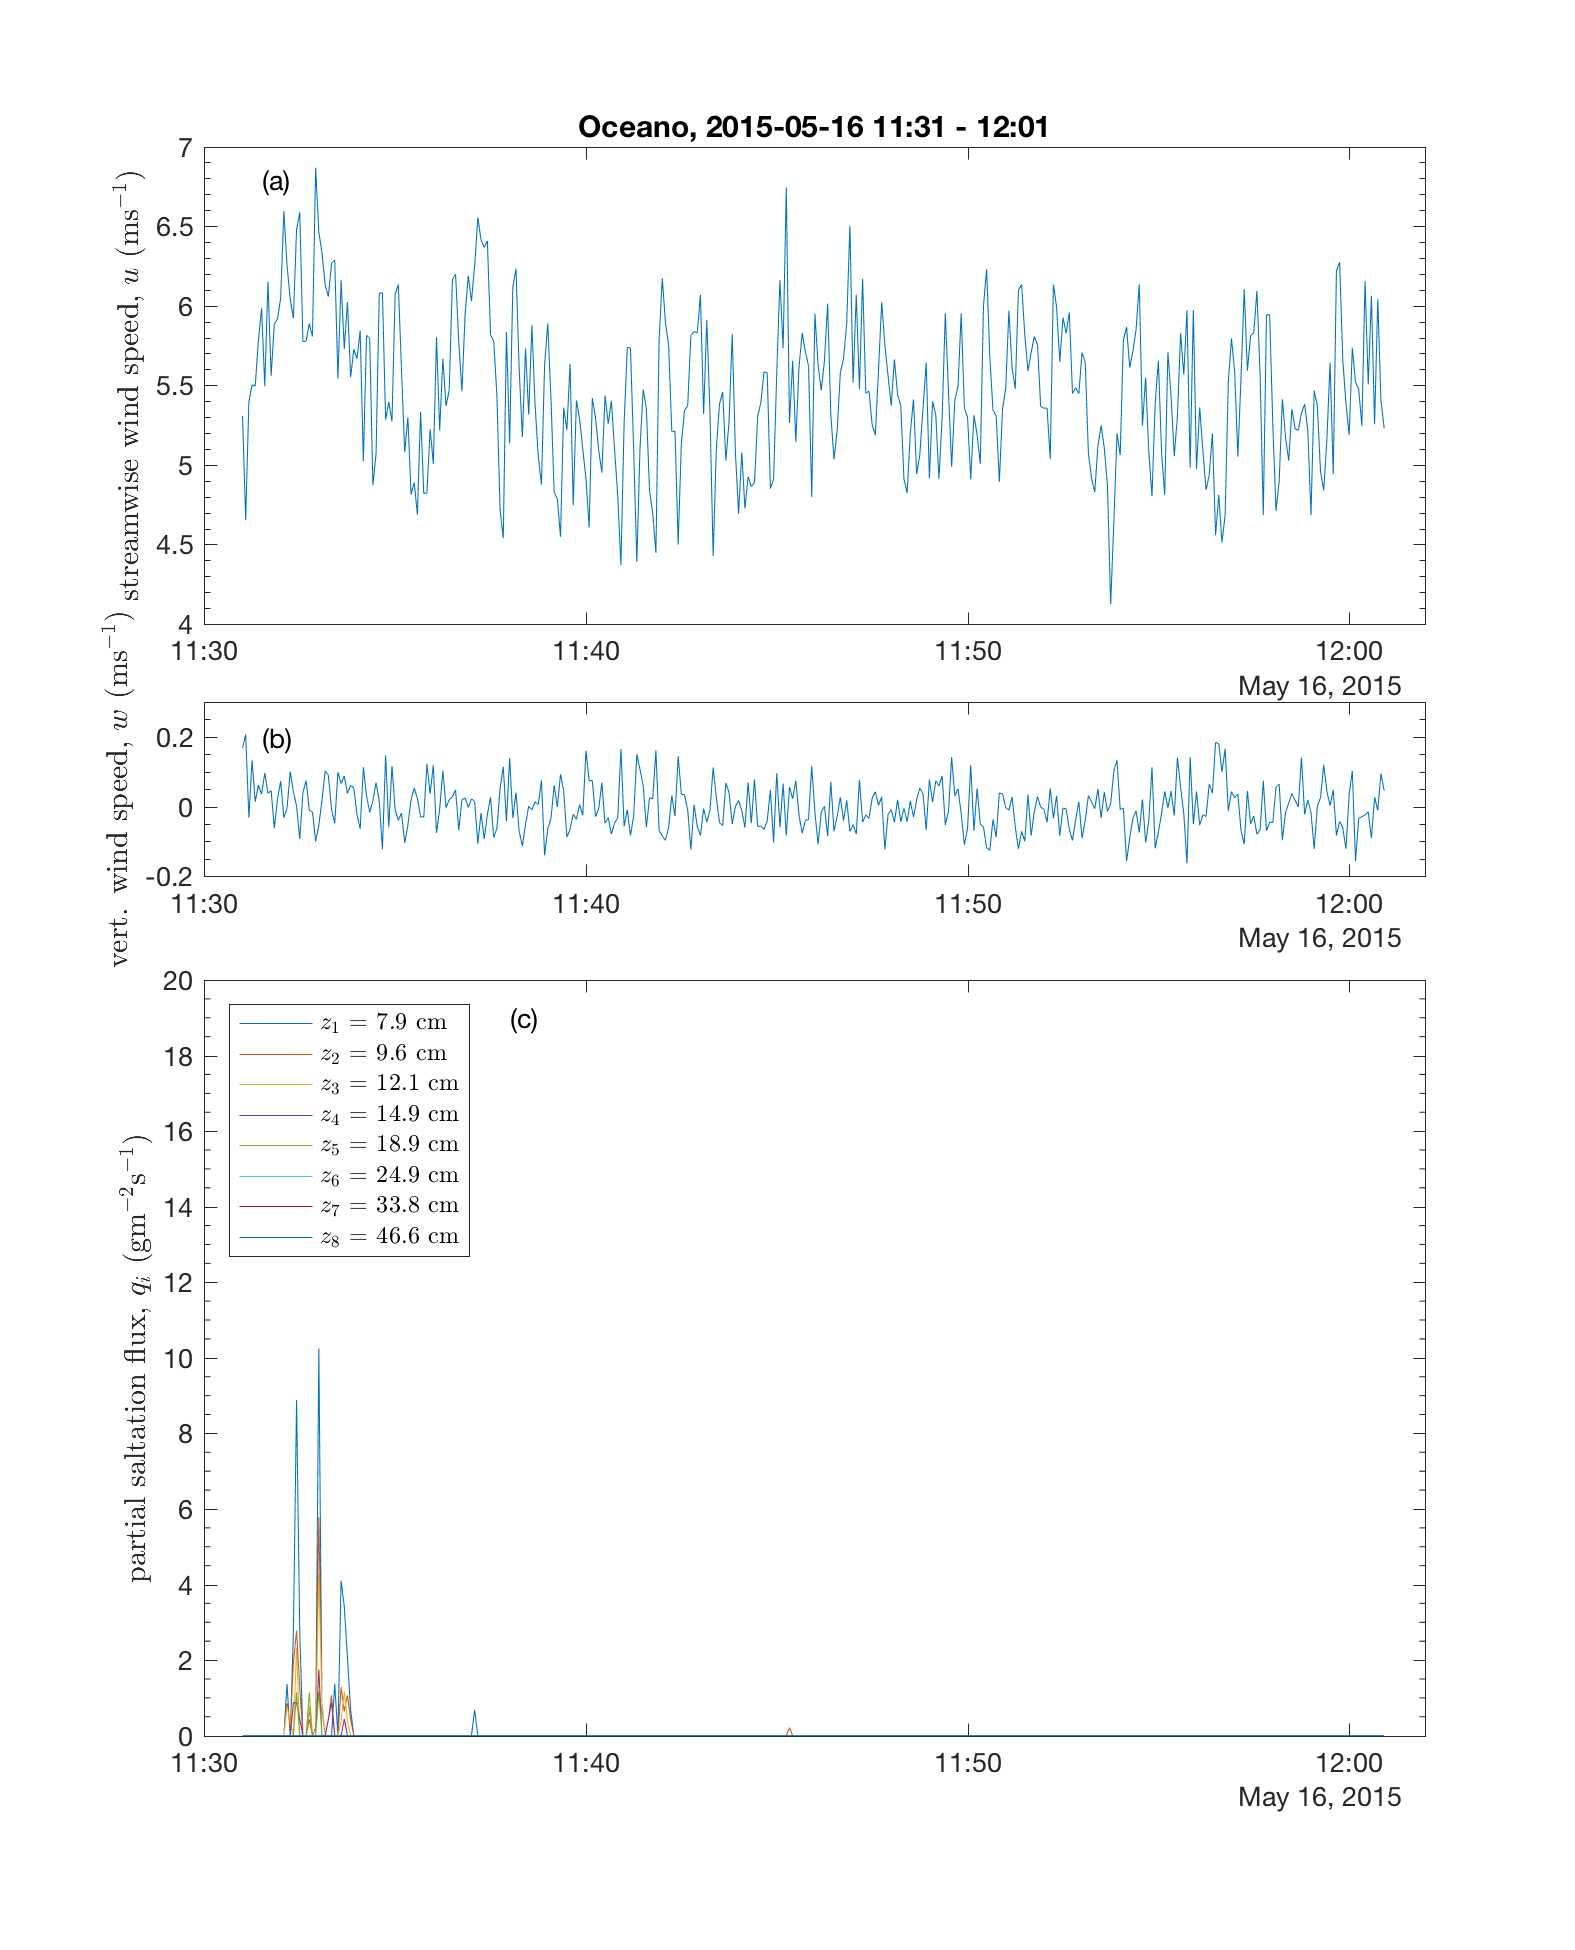 Oceano, 2015-05-16 11:31 - 12:01
(a)
streamwise wind speed, u (ms⁻¹)
7
6.5
6
5.5
5
4.5
4
11:30 11:40 11:50 12:00
May 16, 2015
(b)
vert. wind speed, w (ms⁻¹)
0.2
0
-0.2
11:30 11:40 11:50 12:00
May 16, 2015
(c)
partial saltation flux, qᵢ (gm⁻²s⁻¹)
20
18
16
14
12
10
8
6
4
2
0
z₁ = 7.9 cm
z₂ = 9.6 cm
z₃ = 12.1 cm
z₄ = 14.9 cm
z₅ = 18.9 cm
z₆ = 24.9 cm
z₇ = 33.8 cm
z₈ = 46.6 cm
11:30 11:40 11:50 12:00
May 16, 2015